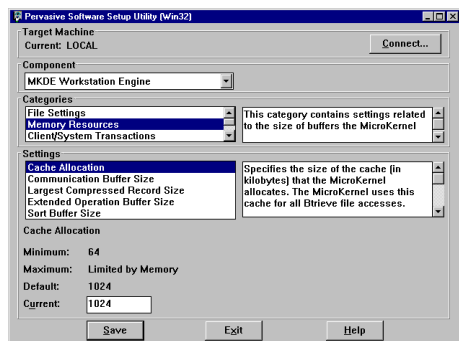 Pervasive Software Setup Utility (Win32)
Target Machine
Current: LOCAL
Connect...
Component
MKDE Workstation Engine
Categories
File Settings
Memory Resources
Client/System Transactions
This category contains settings related
to the size of buffers the MicroKernel
Settings
Cache Allocation
Communication Buffer Size
Largest Compressed Record Size
Extended Operation Buffer Size
Sort Buffer Size
Specifies the size of the cache (in
kilobytes) that the MicroKernel
allocates. The MicroKernel uses this
cache for all Btrieve file accesses.
Cache Allocation
Minimum: 64
Maximum: Limited by Memory
Default: 1024
Current: 1024
Save
Exit
Help